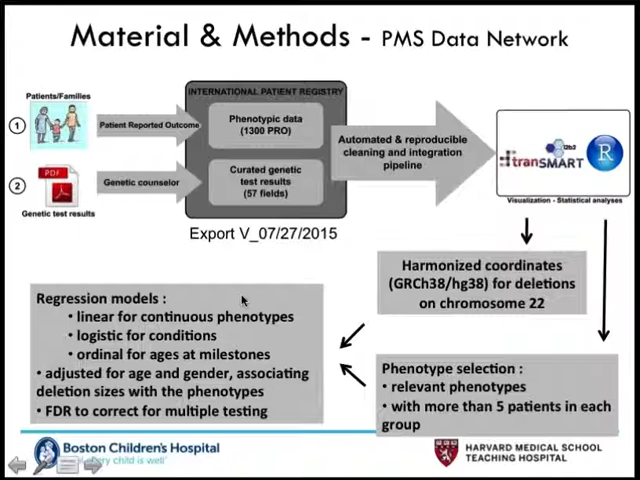 Material & Methods - PMS Data Network
Patients/Families
1
Patient Reported Outcome
INTERNATIONAL PATIENT REGISTRY
Phenotypic data
(1300 PRO)
2
PDF
Genetic test results
Genetic counselor
Curated genetic
test results
(57 fields)
Automated & reproducible
cleaning and integration
pipeline
i2b2
tranSMART
R
Visualization - Statistical analyses
Export V_07/27/2015
Harmonized coordinates
(GRCh38/hg38) for deletions
on chromosome 22
Regression models :
• linear for continuous phenotypes
• logistic for conditions
• ordinal for ages at milestones
• adjusted for age and gender, associating
deletion sizes with the phenotypes
• FDR to correct for multiple testing
Phenotype selection :
• relevant phenotypes
• with more than 5 patients in each
group
Boston Children's Hospital
every child is well"
HARVARD MEDICAL SCHOOL
TEACHING HOSPITAL